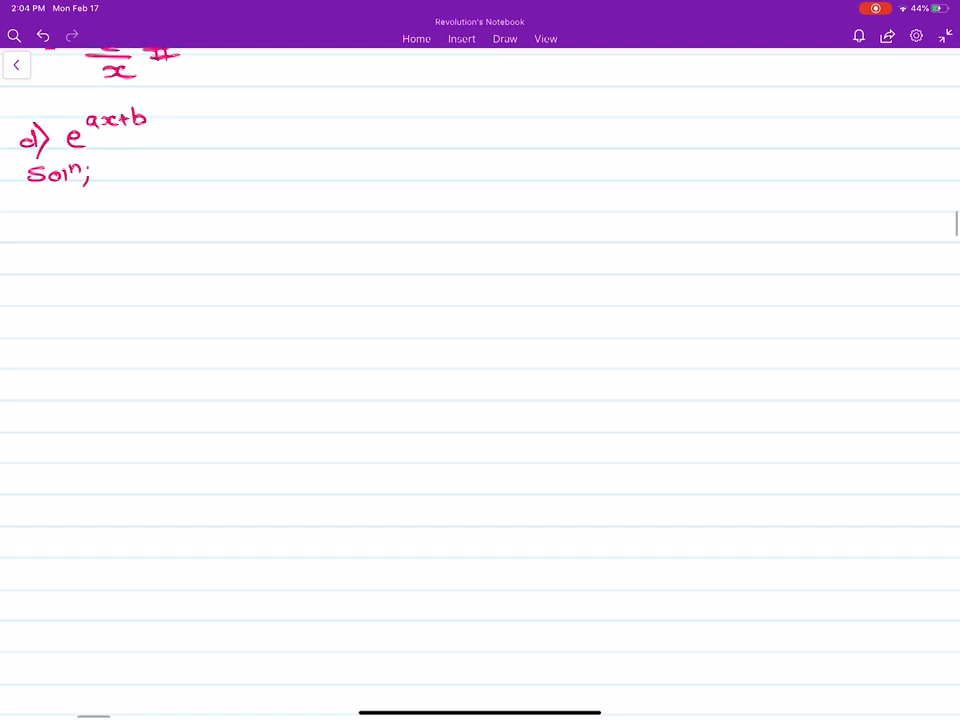 2:04 PM Mon Feb 17
44%
Revolution's Notebook
Home Insert Draw View
x
d) e^{ax+b}
Solⁿ;